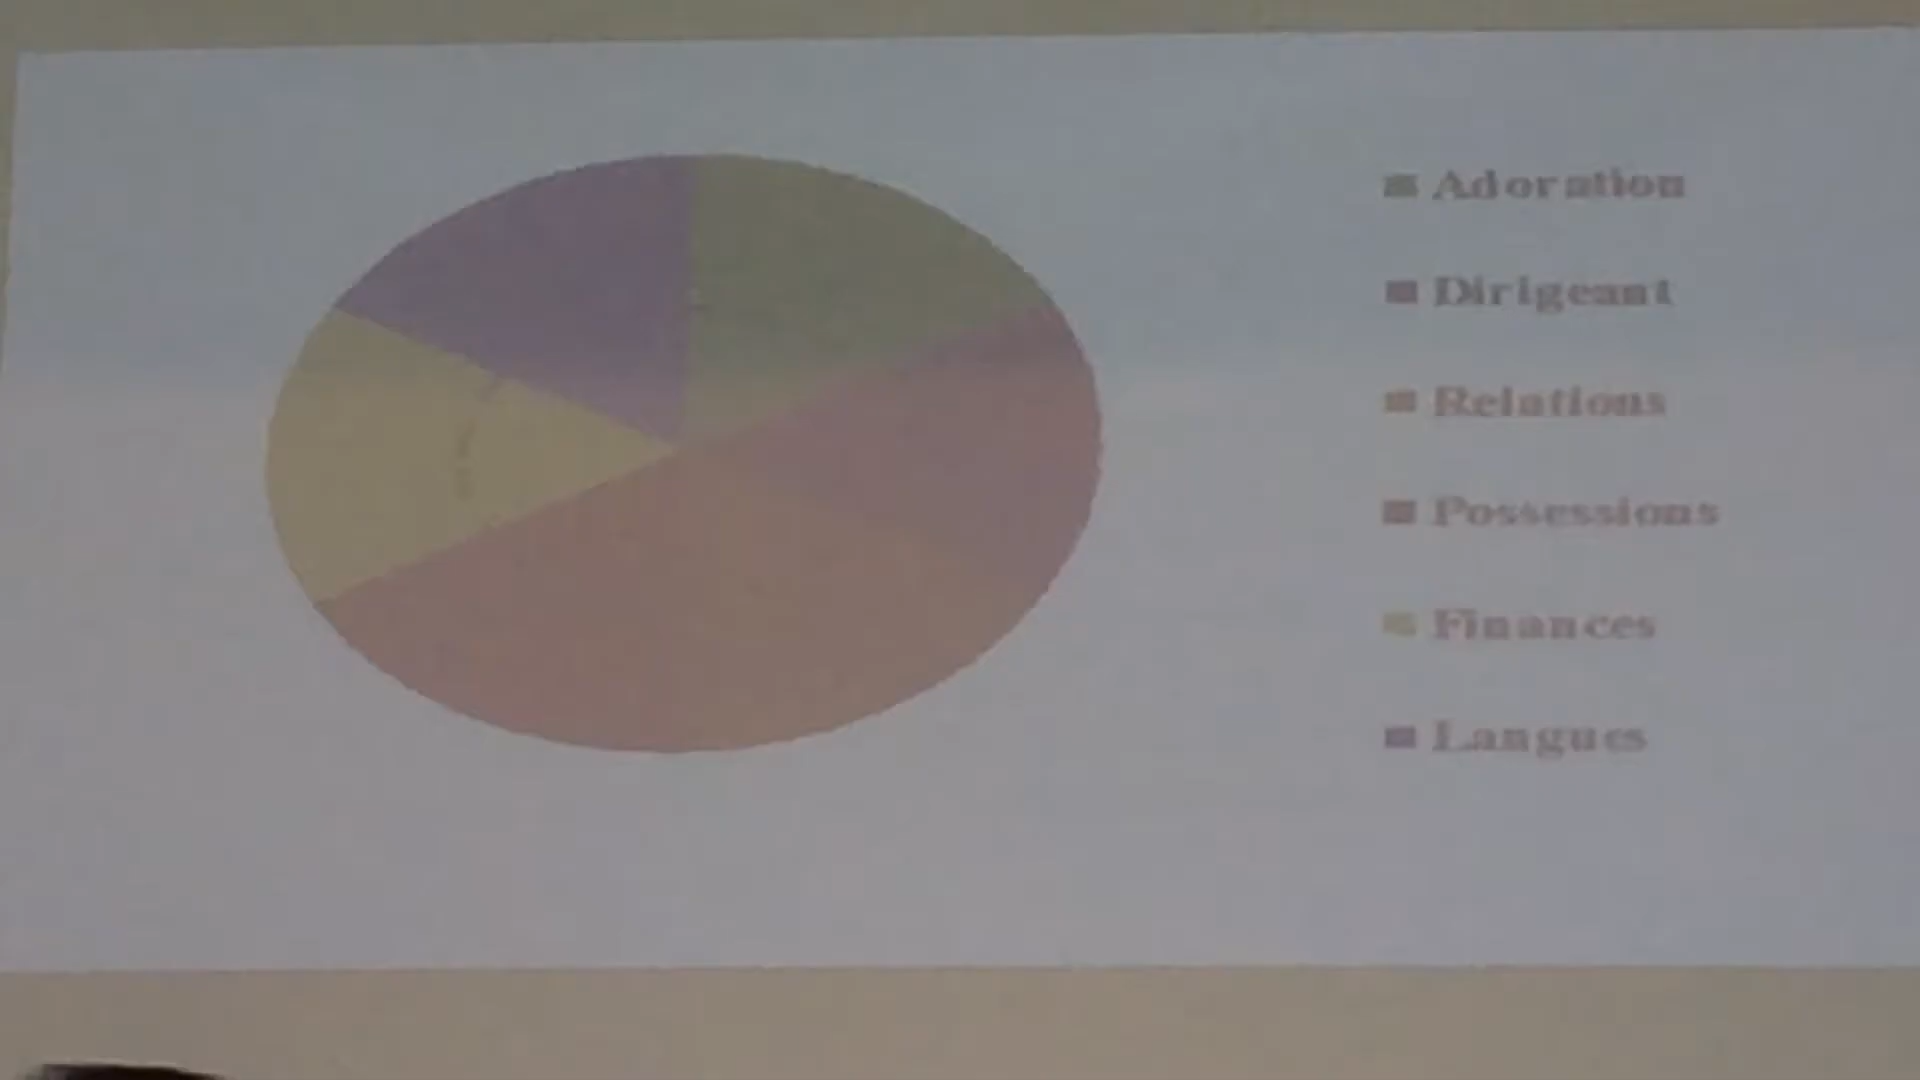 Adoration
Dirigeant
Relations
Possessions
Finances
Langues